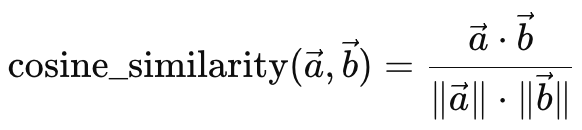 cosine_similarity(a⃗, b⃗) = (a⃗ · b⃗) / (‖a⃗‖ · ‖b⃗‖)